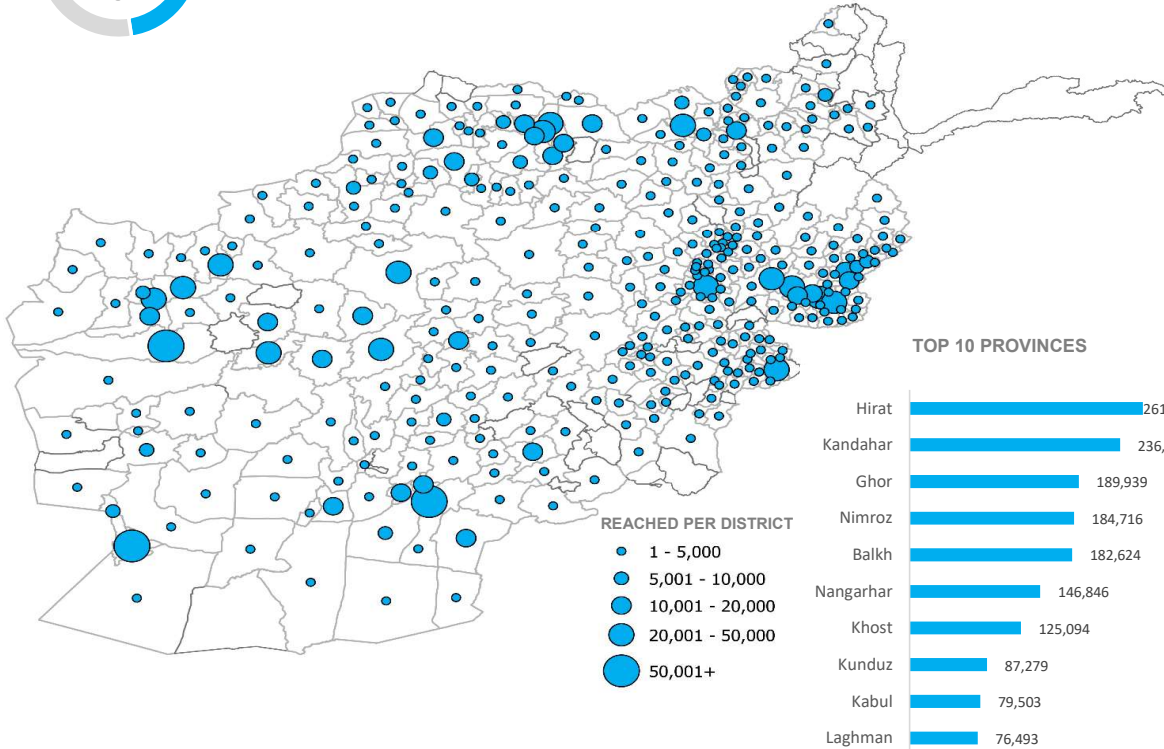 TOP 10 PROVINCES
Hirat 261
Kandahar 236,
Ghor 189,939
Nimroz 184,716
Balkh 182,624
Nangarhar 146,846
Khost 125,094
Kunduz 87,279
Kabul 79,503
Laghman 76,493
REACHED PER DISTRICT
1 - 5,000
5,001 - 10,000
10,001 - 20,000
20,001 - 50,000
50,001+